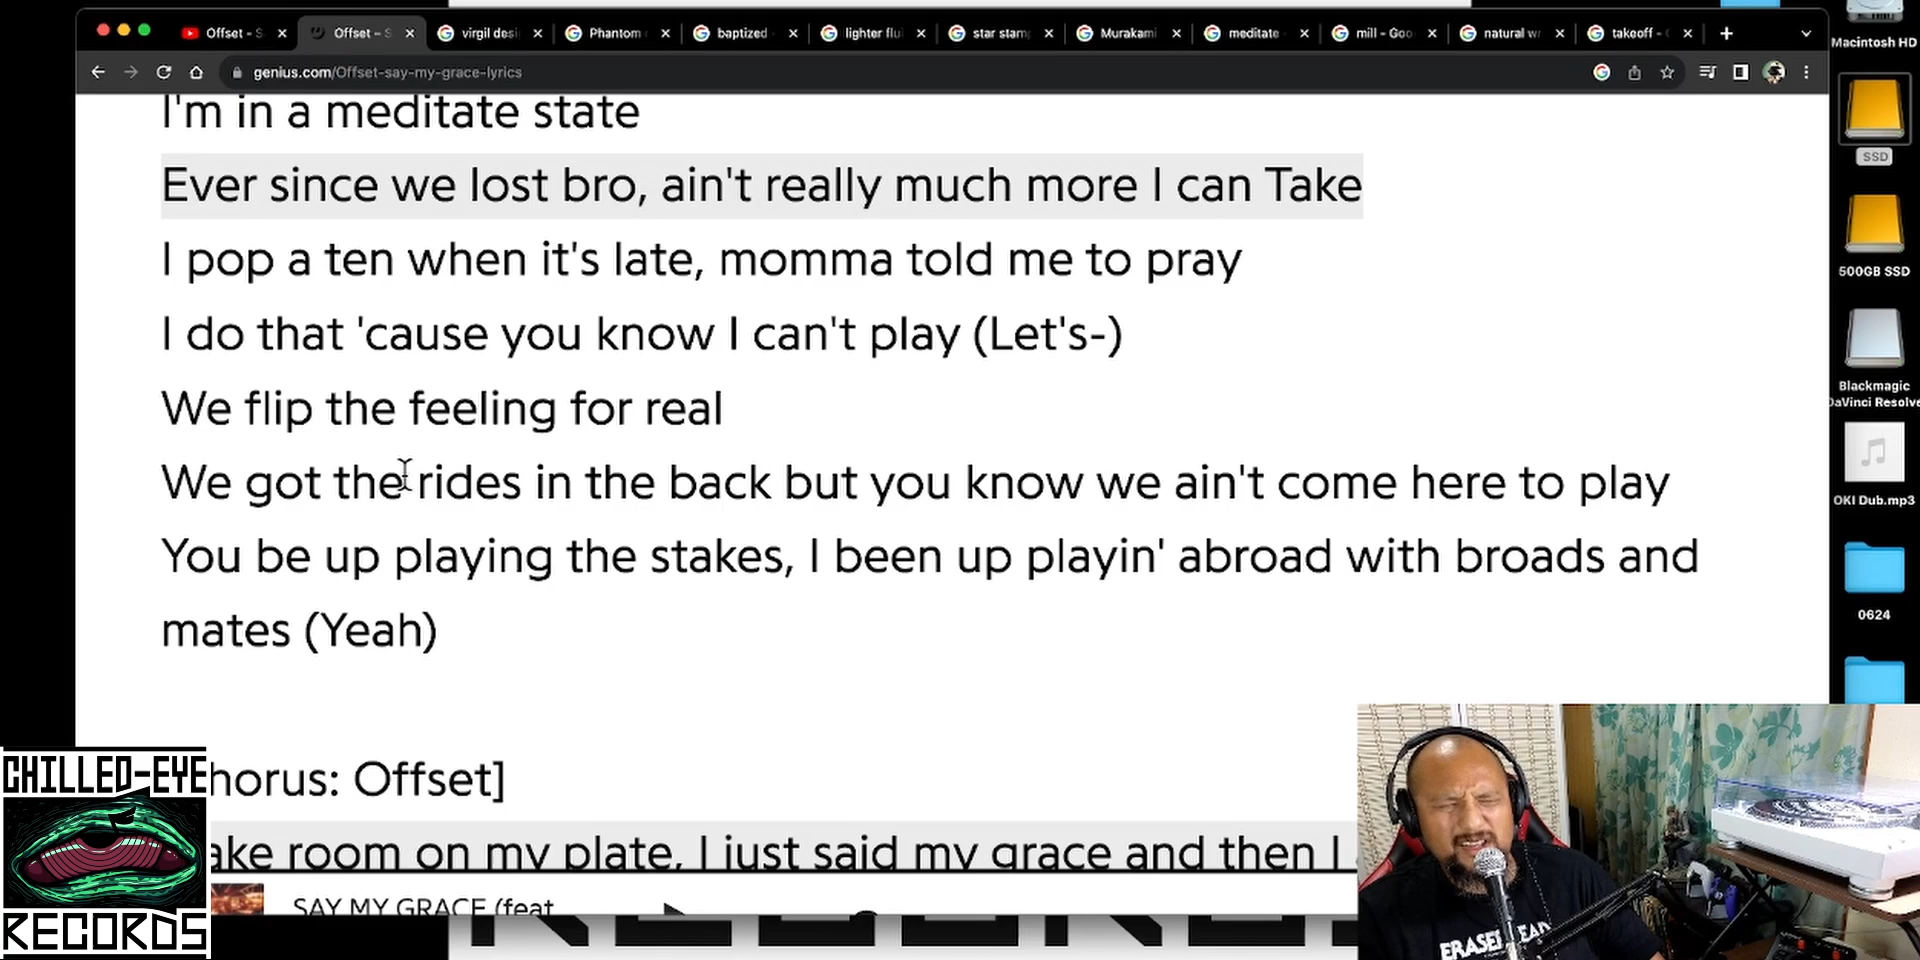 Offset - S
Offset - S
virgil desi
Phantom
baptized -
lighter flui
star stam
Murakami
meditate
mill - Goo
natural w
takeoff -
Macintosh HD
genius.com/Offset-say-my-grace-lyrics
I'm in a meditate state
Ever since we lost bro, ain't really much more I can Take
SSD
I pop a ten when it's late, momma told me to pray
500GB SSD
I do that 'cause you know I can't play (Let's-)
Blackmagic
DaVinci Resolve
We flip the feeling for real
We got the rides in the back but you know we ain't come here to play
OKI Dub.mp3
You be up playing the stakes, I been up playin' abroad with broads and
mates (Yeah)
0624
CHILLED-EYE
RECORDS
horus: Offset]
ake room on my plate, I just said my grace and then I
SAY MY GRACE (feat